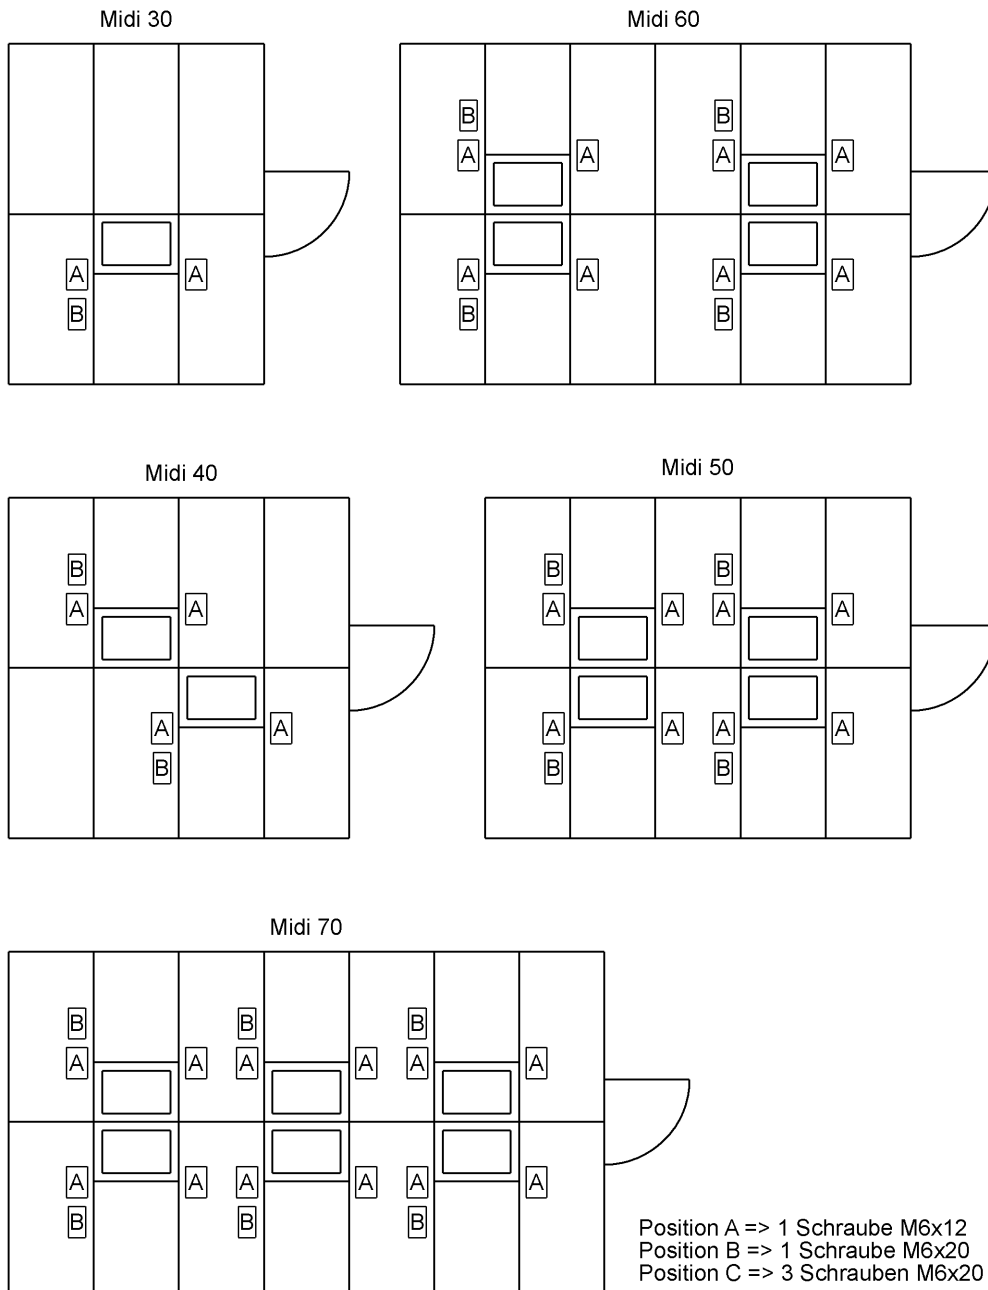 Midi 30
Midi 60
B B
A A A A
A A
A A A A
B
B B
Midi 40
Midi 50
B
B B
A A
A A A A
A A
A A A A
B
B B
Midi 70
B B B
A A A A A A
A A A A A A
B B B
Position A => 1 Schraube M6x12
Position B => 1 Schraube M6x20
Position C => 3 Schrauben M6x20